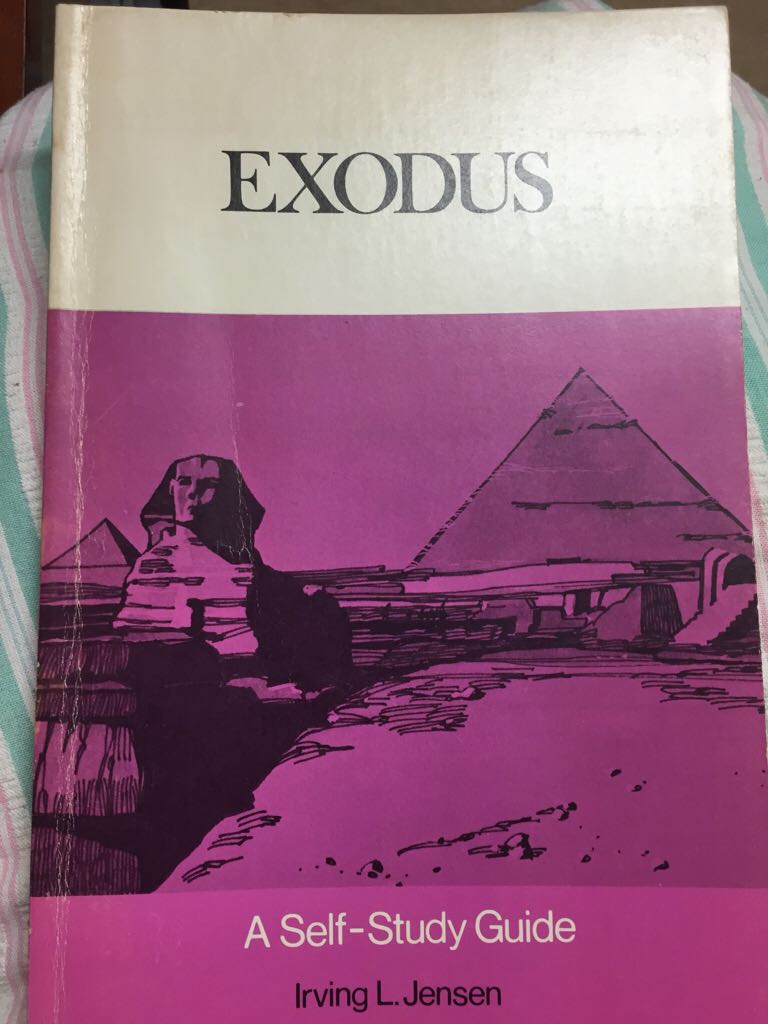 EXODUS
A Self-Study Guide
Irving L. Jensen